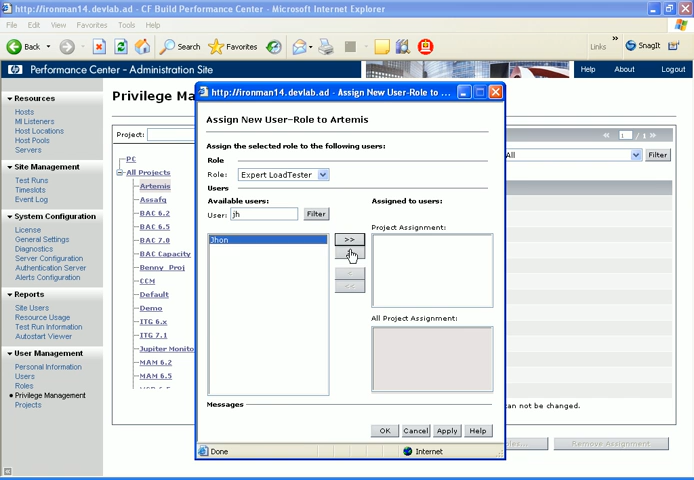 http://ironman14.devlab.ad - CF Build Performance Center - Microsoft Internet Explorer
File Edit View Favorites Tools Help
Back Search Favorites Links SnagIt
Performance Center - Administration Site Help About Logout
Resources
Hosts
MI Listeners
Host Locations
Host Pools
Servers
Site Management
Test Runs
Timeslots
Event Log
System Configuration
License
General Settings
Diagnostics
Server Configuration
Authentication Server
Alerts Configuration
Reports
Site Users
Resource Usage
Test Run Information
Autostart Viewer
User Management
Personal Information
Users
Roles
Privilege Management
Projects
Privilege Ma
Project:
PC
All Projects
Artemis
Assafq
BAC 6.2
BAC 6.5
BAC 7.0
BAC Capacity
Benny_Proj
CCM
Default
Demo
ITG 6.x
ITG 7.1
Jupiter Monito
MAM 6.2
MAM 6.5
http://ironman14.devlab.ad - Assign New User-Role to ...
Assign New User-Role to Artemis
Assign the selected role to the following users:
Role
Role: Expert LoadTester
Users
Available users: Assigned to users:
User: jh Filter
Project Assignment:
Jhon
>>
<
<<
All Project Assignment:
Messages
OK Cancel Apply Help
Done Internet
<< 1 / 1 >>
All Filter
can not be changed.
Remove Assignment